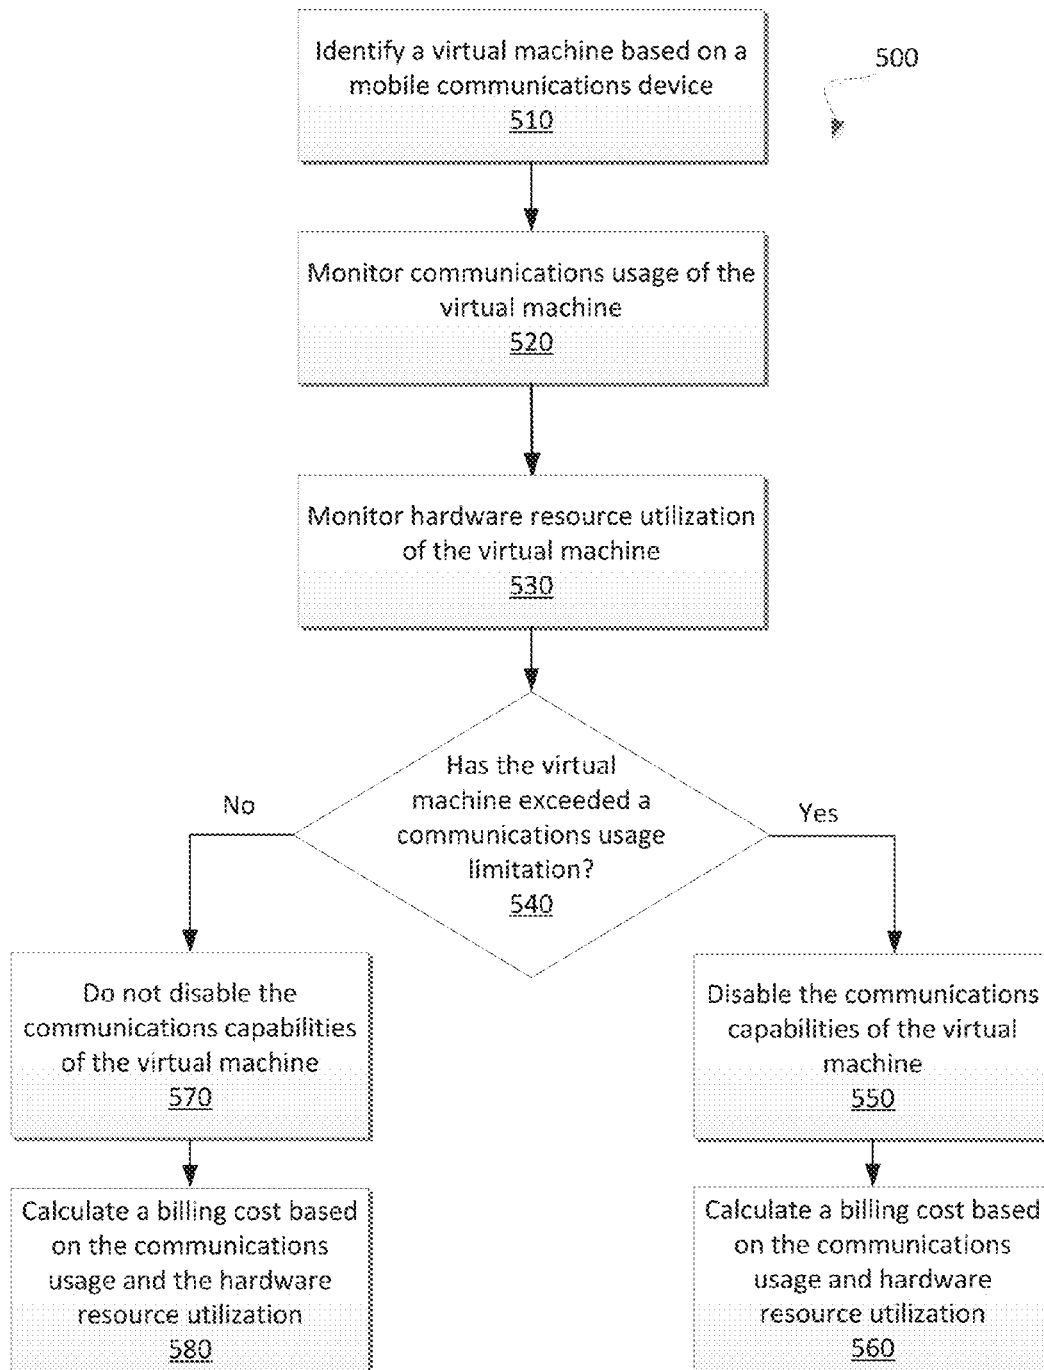 Identify a virtual machine based on a
mobile communications device
510
500
Monitor communications usage of the
virtual machine
520
Monitor hardware resource utilization
of the virtual machine
530
Has the virtual
machine exceeded a
communications usage
limitation?
540
No
Yes
Do not disable the
communications capabilities
of the virtual machine
570
Disable the communications
capabilities of the virtual
machine
550
Calculate a billing cost based
on the communications
usage and the hardware
resource utilization
580
Calculate a billing cost based
on the communications
usage and hardware
resource utilization
560